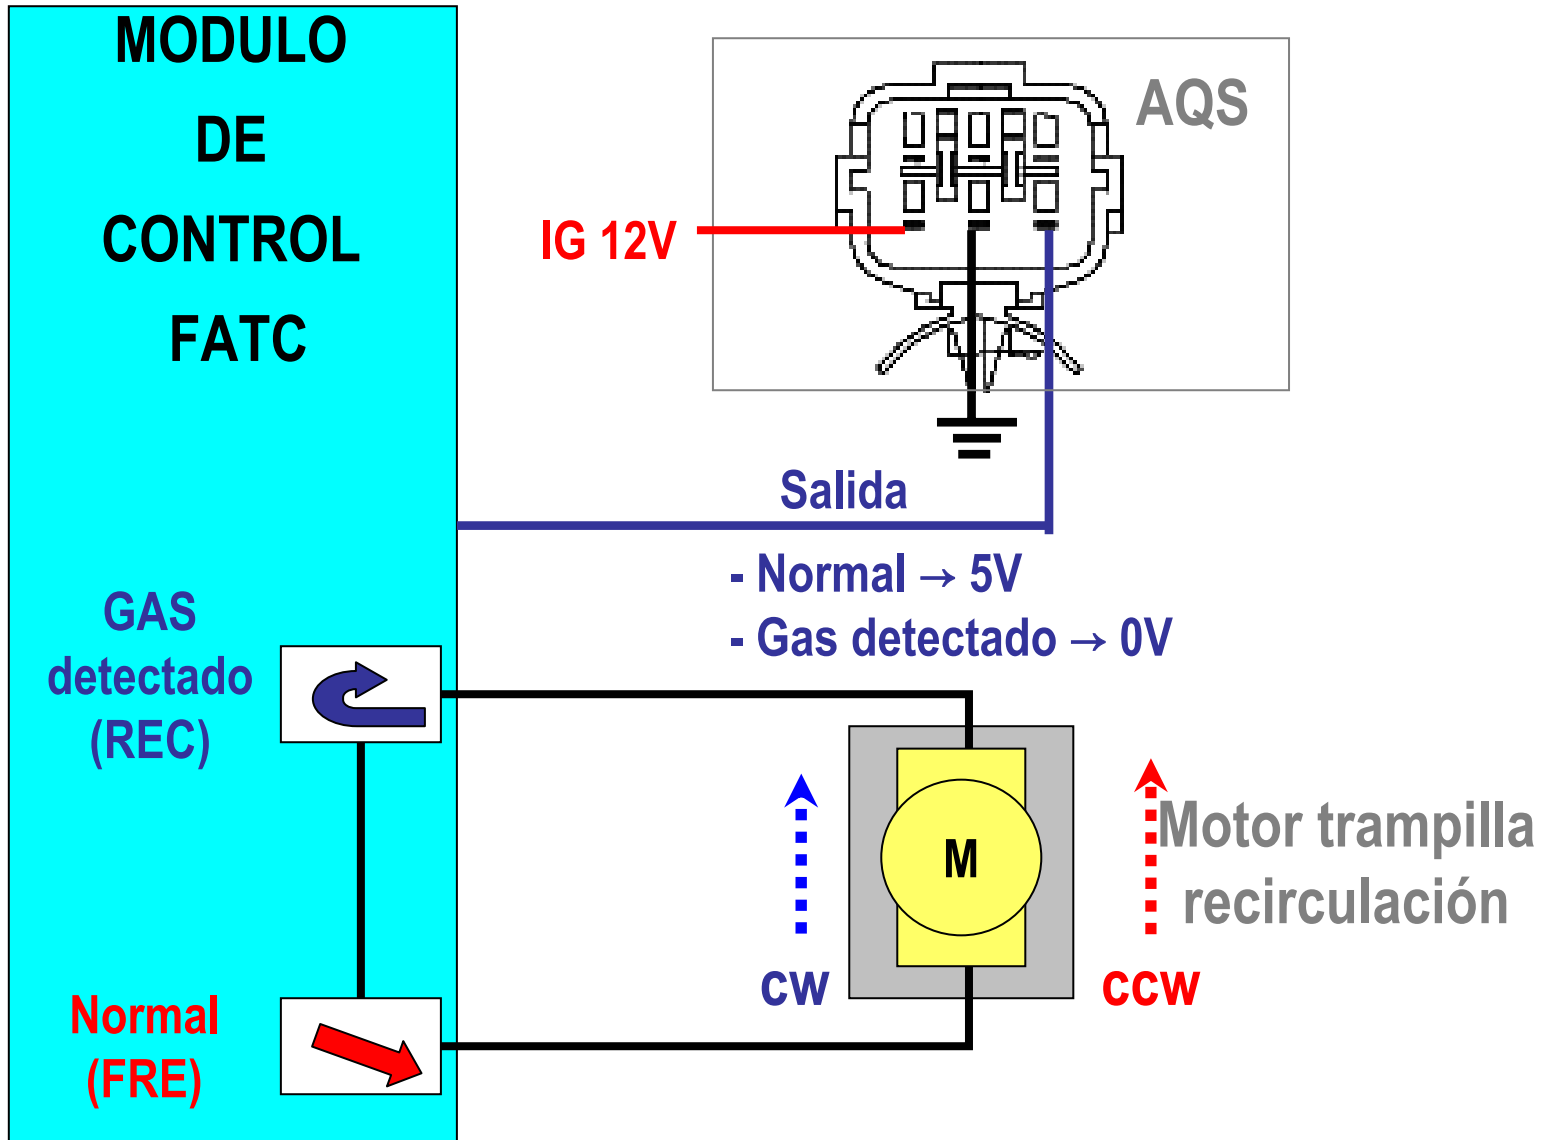 MODULO
DE
CONTROL
FATC
AQS
IG 12V
Salida
- Normal → 5V
- Gas detectado → 0V
GAS
detectado
(REC)
M
Motor trampilla
recirculación
CW
CCW
Normal
(FRE)